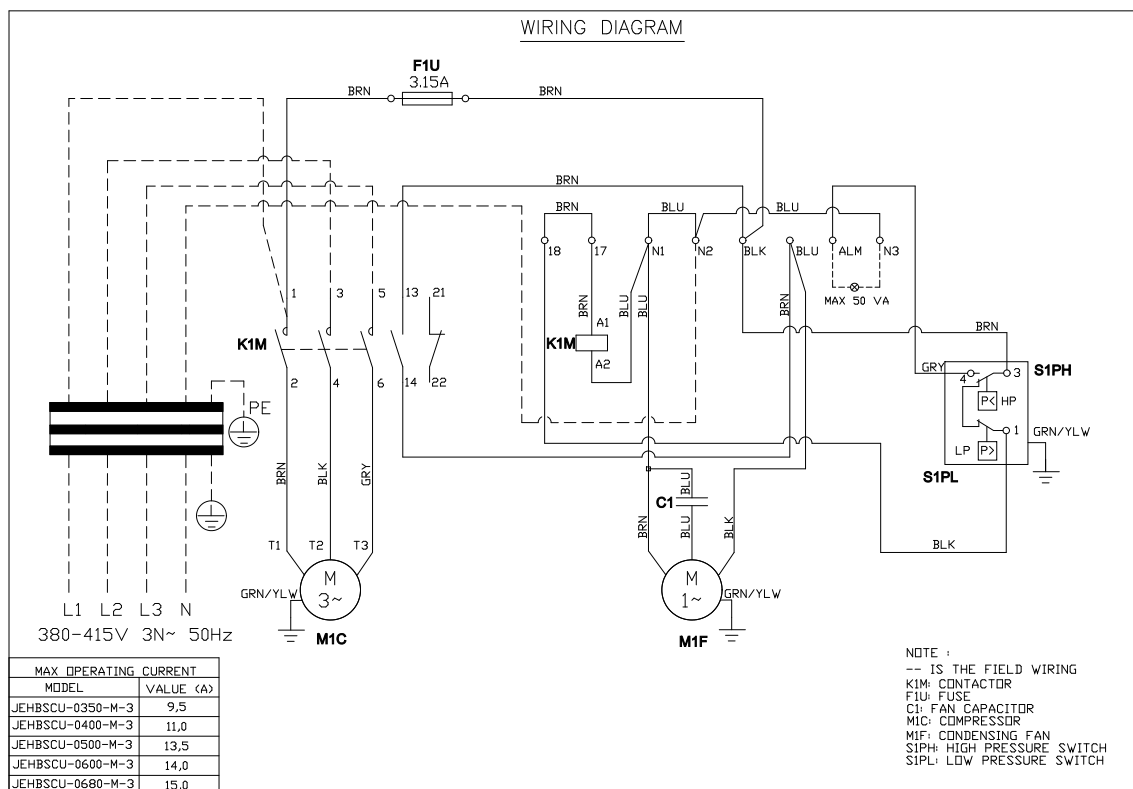 WIRING DIAGRAM
F1U
3.15A
BRN
BRN
BRN
BRN
BLU
BLU
18
17
N1
N2
BLK
BLU
ALM
N3
MAX 50 VA
1
3
5
13
21
BRN
BLU
BLU
BRN
A1
K1M
K1M
A2
BRN
2
4
6
14
22
GRY
4
3
S1PH
P<
HP
PE
1
GRN/YLW
LP
P>
S1PL
BRN
BLK
GRY
BLU
C1
BRN
BLU
BLK
BLK
T1
T2
T3
M
3~
GRN/YLW
M1C
M
1~
GRN/YLW
M1F
L1
L2
L3
N
380-415V 3N~ 50Hz
MAX OPERATING CURRENT
MODEL
VALUE (A)
JEHBSCU-0350-M-3
9,5
JEHBSCU-0400-M-3
11,0
JEHBSCU-0500-M-3
13,5
JEHBSCU-0600-M-3
14,0
JEHBSCU-0680-M-3
15,0
NOTE :
-- IS THE FIELD WIRING
K1M: CONTACTOR
F1U: FUSE
C1: FAN CAPACITOR
M1C: COMPRESSOR
M1F: CONDENSING FAN
S1PH: HIGH PRESSURE SWITCH
S1PL: LOW PRESSURE SWITCH